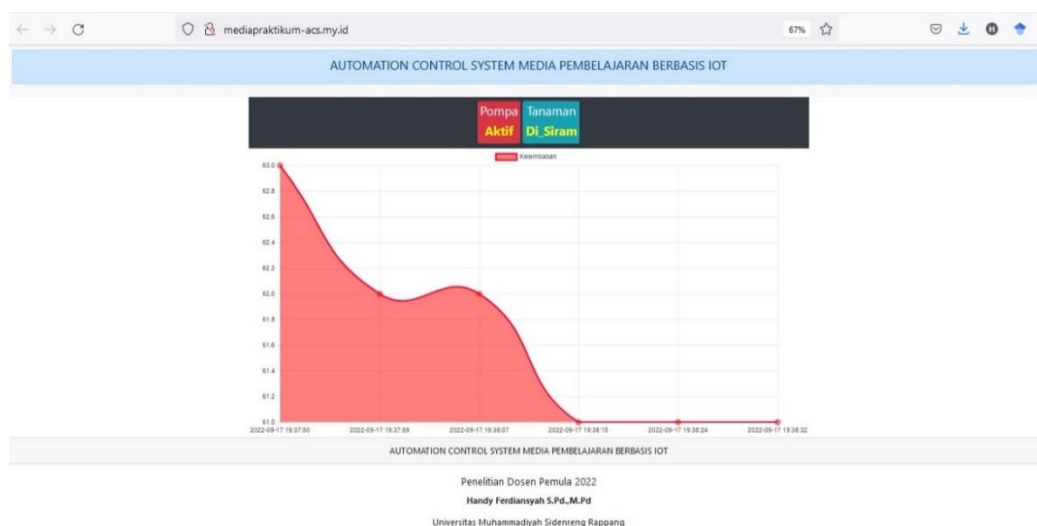 mediapraktikum-acs.my.id
67%
AUTOMATION CONTROL SYSTEM MEDIA PEMBELAJARAN BERBASIS IOT
Pompa
Aktif
Tanaman
Di_Siram
Kelembaban
63.0
62.8
62.6
62.4
62.2
62.0
61.8
61.6
61.4
61.2
61.0
2022-09-17 19:37:50
2022-09-17 19:37:59
2022-09-17 19:38:07
2022-09-17 19:38:15
2022-09-17 19:38:24
2022-09-17 19:38:32
AUTOMATION CONTROL SYSTEM MEDIA PEMBELAJARAN BERBASIS IOT
Penelitian Dosen Pemula 2022
Handy Ferdiansyah S.Pd.,M.Pd
Universitas Muhammadiyah Sidenreng Rappang